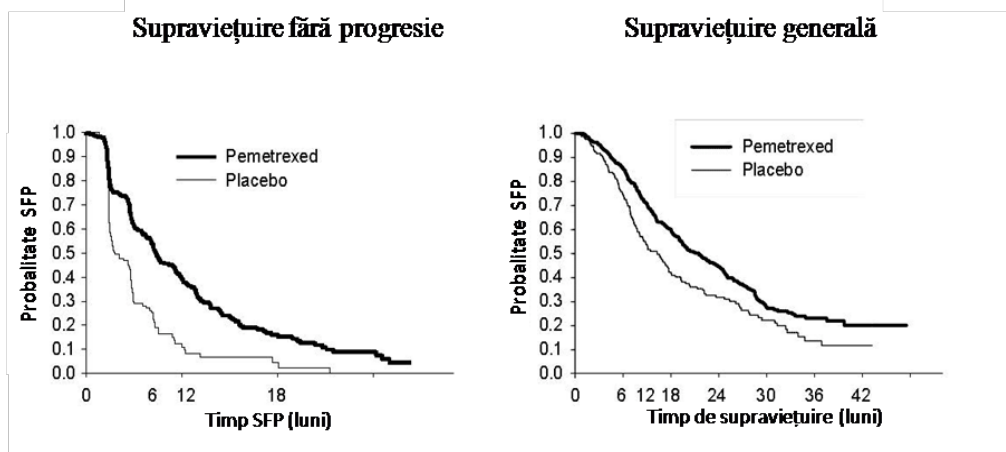 Supraviețuire fără progresie
Supraviețuire generală
Probalitate SFP
1.0
0.9
0.8
0.7
0.6
0.5
0.4
0.3
0.2
0.1
0.0
Pemetrexed
Placebo
0 6 12 18
Timp SFP (luni)
Probalitate SFP
1.0
0.9
0.8
0.7
0.6
0.5
0.4
0.3
0.2
0.1
0.0
Pemetrexed
Placebo
0 6 12 18 24 30 36 42
Timp de supraviețuire (luni)